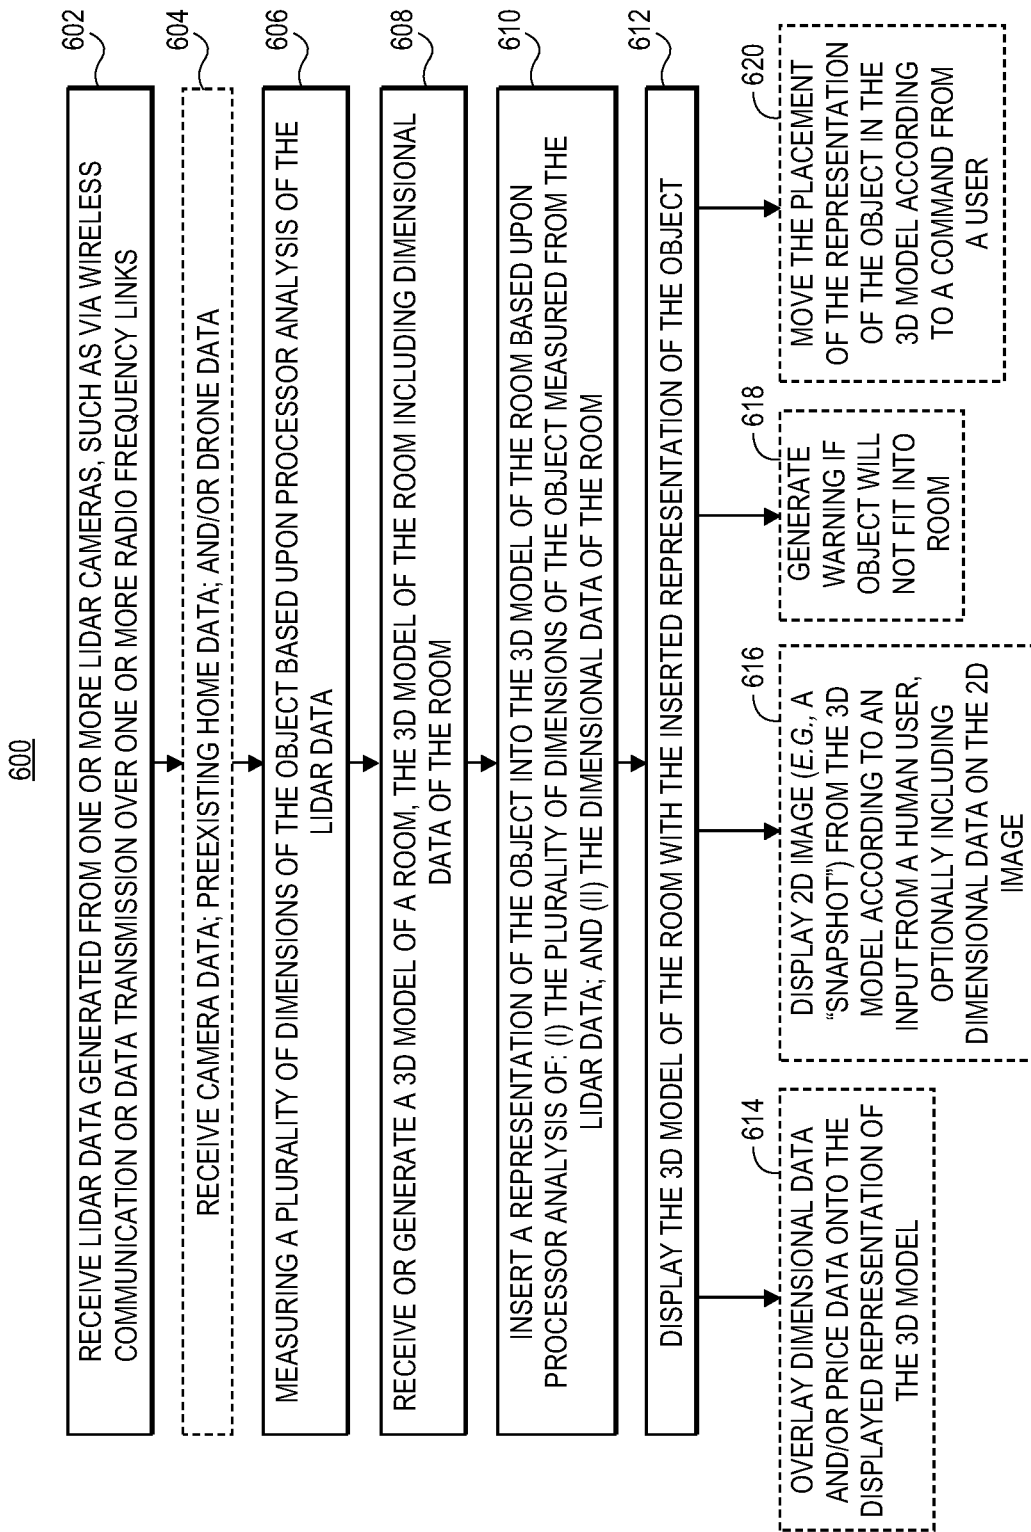 600
602
RECEIVE LIDAR DATA GENERATED FROM ONE OR MORE LIDAR CAMERAS, SUCH AS VIA WIRELESS
COMMUNICATION OR DATA TRANSMISSION OVER ONE OR MORE RADIO FREQUENCY LINKS
604
RECEIVE CAMERA DATA; PREEXISTING HOME DATA; AND/OR DRONE DATA
606
MEASURING A PLURALITY OF DIMENSIONS OF THE OBJECT BASED UPON PROCESSOR ANALYSIS OF THE
LIDAR DATA
608
RECEIVE OR GENERATE A 3D MODEL OF A ROOM, THE 3D MODEL OF THE ROOM INCLUDING DIMENSIONAL
DATA OF THE ROOM
610
INSERT A REPRESENTATION OF THE OBJECT INTO THE 3D MODEL OF THE ROOM BASED UPON
PROCESSOR ANALYSIS OF: (I) THE PLURALITY OF DIMENSIONS OF THE OBJECT MEASURED FROM THE
LIDAR DATA; AND (II) THE DIMENSIONAL DATA OF THE ROOM
612
DISPLAY THE 3D MODEL OF THE ROOM WITH THE INSERTED REPRESENTATION OF THE OBJECT
614
OVERLAY DIMENSIONAL DATA
AND/OR PRICE DATA ONTO THE
DISPLAYED REPRESENTATION OF
THE 3D MODEL
616
DISPLAY 2D IMAGE (E.G., A
“SNAPSHOT”) FROM THE 3D
MODEL ACCORDING TO AN
INPUT FROM A HUMAN USER,
OPTIONALLY INCLUDING
DIMENSIONAL DATA ON THE 2D
IMAGE
618
GENERATE
WARNING IF
OBJECT WILL
NOT FIT INTO
ROOM
620
MOVE THE PLACEMENT
OF THE REPRESENTATION
OF THE OBJECT IN THE
3D MODEL ACCORDING
TO A COMMAND FROM
A USER